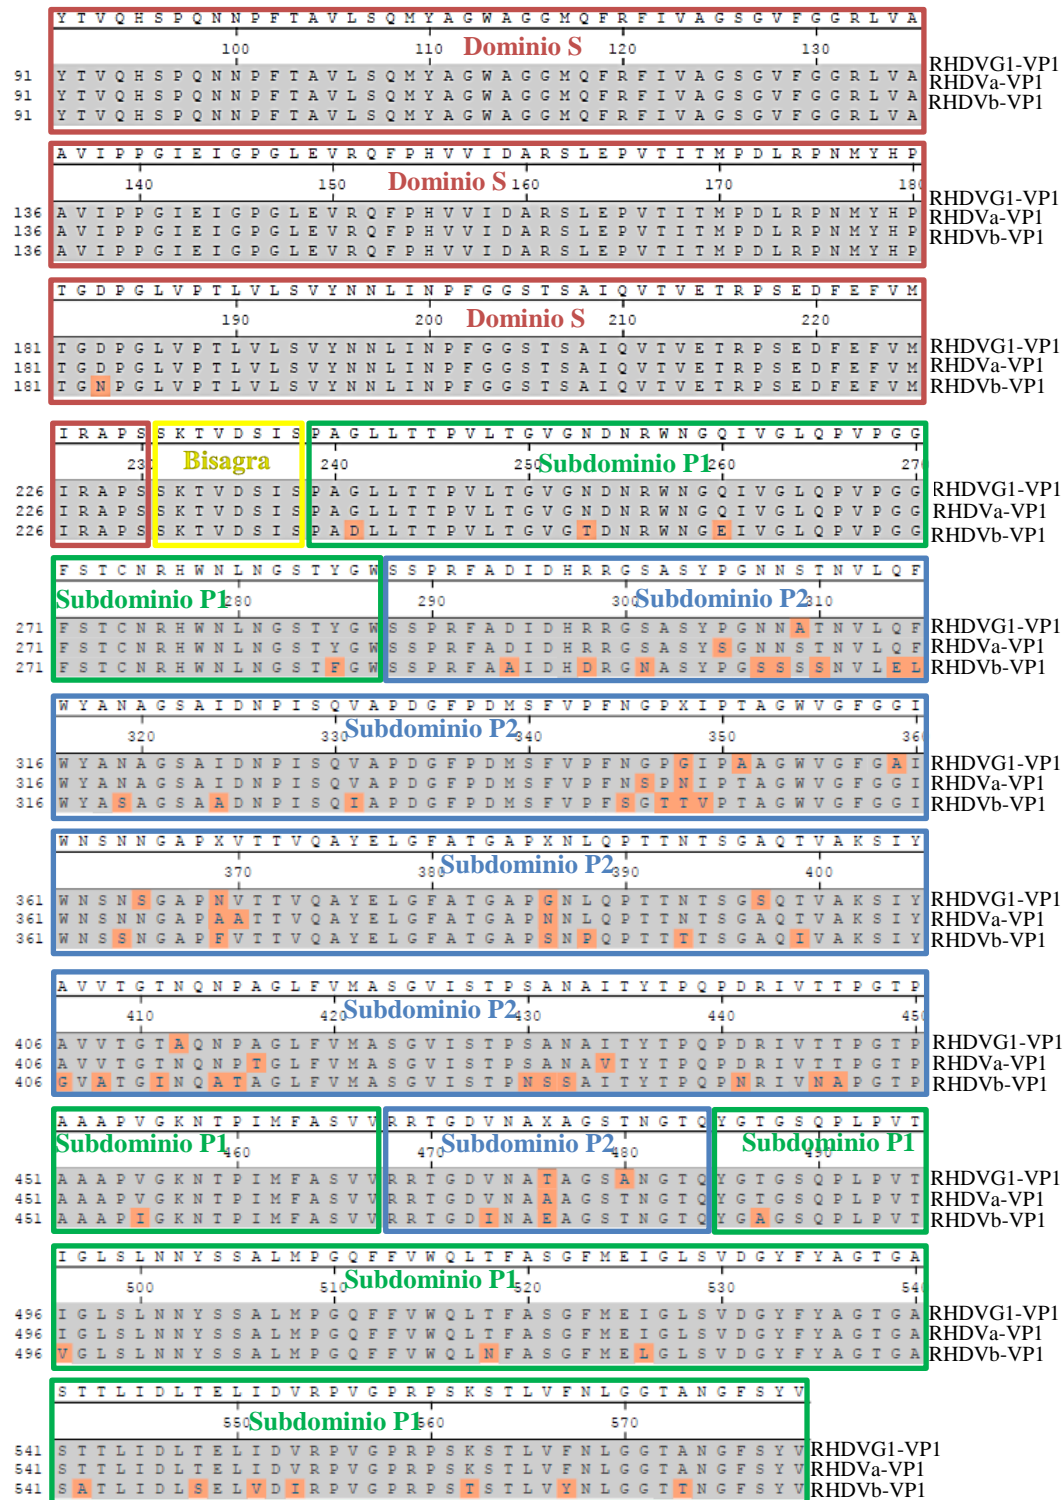 Y T V Q H S P Q N N P F T A V L S Q M Y A G W A G G M Q F R F I V A G S G V F G G R L V A
100 110 Dominio S 120 130
91 Y T V Q H S P Q N N P F T A V L S Q M Y A G W A G G M Q F R F I V A G S G V F G G R L V A RHDVG1-VP1
91 Y T V Q H S P Q N N P F T A V L S Q M Y A G W A G G M Q F R F I V A G S G V F G G R L V A RHDVa-VP1
91 Y T V Q H S P Q N N P F T A V L S Q M Y A G W A G G M Q F R F I V A G S G V F G G R L V A RHDVb-VP1
A V I P P G I E I G P G L E V R Q F P H V V I D A R S L E P V T I T M P D L R P N M Y H P
140 150 Dominio S 160 170 180
136 A V I P P G I E I G P G L E V R Q F P H V V I D A R S L E P V T I T M P D L R P N M Y H P RHDVG1-VP1
136 A V I P P G I E I G P G L E V R Q F P H V V I D A R S L E P V T I T M P D L R P N M Y H P RHDVa-VP1
136 A V I P P G I E I G P G L E V R Q F P H V V I D A R S L E P V T I T M P D L R P N M Y H P RHDVb-VP1
T G D P G L V P T L V L S V Y N N L I N P F G G S T S A I Q V T V E T R P S E D F E F V M
190 200 Dominio S 210 220
181 T G D P G L V P T L V L S V Y N N L I N P F G G S T S A I Q V T V E T R P S E D F E F V M RHDVG1-VP1
181 T G D P G L V P T L V L S V Y N N L I N P F G G S T S A I Q V T V E T R P S E D F E F V M RHDVa-VP1
181 T G N P G L V P T L V L S V Y N N L I N P F G G S T S A I Q V T V E T R P S E D F E F V M RHDVb-VP1
I R A P S S K T V D S I S P A G L L T T P V L T G V G N D N R W N G Q I V G L Q P V P G G
230 Bisagra 240 250 Subdominio P1 260 270
226 I R A P S S K T V D S I S P A G L L T T P V L T G V G N D N R W N G Q I V G L Q P V P G G RHDVG1-VP1
226 I R A P S S K T V D S I S P A G L L T T P V L T G V G N D N R W N G Q I V G L Q P V P G G RHDVa-VP1
226 I R A P S S K T V D S I S P A D L L T T P V L T G V G T D N R W N G E I V G L Q P V P G G RHDVb-VP1
F S T C N R H W N L N G S T Y G W S S P R F A D I D H R R G S A S Y P G N N S T N V L Q F
Subdominio P1 280 290 300 Subdominio P2 310
271 F S T C N R H W N L N G S T Y G W S S P R F A D I D H R R G S A S Y P G N N A T N V L Q F RHDVG1-VP1
271 F S T C N R H W N L N G S T Y G W S S P R F A D I D H R R G S A S Y S G N N S T N V L Q F RHDVa-VP1
271 F S T C N R H W N L N G S T F G W S S P R F A A I D H D R G N A S Y P G S S S S N V L E L RHDVb-VP1
W Y A N A G S A I D N P I S Q V A P D G F P D M S F V P F N G P X I P T A G W V G F G G I
320 330 Subdominio P2 340 350 360
316 W Y A N A G S A I D N P I S Q V A P D G F P D M S F V P F N G P G I P A A G W V G F G A I RHDVG1-VP1
316 W Y A N A G S A I D N P I S Q V A P D G F P D M S F V P F N S P N I P T A G W V G F G G I RHDVa-VP1
316 W Y A S A G S A A D N P I S Q I A P D G F P D M S F V P F S G T T V P T A G W V G F G G I RHDVb-VP1
W N S N N G A P X V T T V Q A Y E L G F A T G A P X N L Q P T T N T S G A Q T V A K S I Y
370 380 Subdominio P2 390 400
361 W N S N S G A P N V T T V Q A Y E L G F A T G A P G N L Q P T T N T S G S Q T V A K S I Y RHDVG1-VP1
361 W N S N N G A P A A T T V Q A Y E L G F A T G A P N N L Q P T T N T S G A Q T V A K S I Y RHDVa-VP1
361 W N S S N G A P F V T T V Q A Y E L G F A T G A P S N P Q P T T T T S G A Q I V A K S I Y RHDVb-VP1
A V V T G T N Q N P A G L F V M A S G V I S T P S A N A I T Y T P Q P D R I V T T P G T P
410 420 Subdominio P2 430 440 450
406 A V V T G T A Q N P A G L F V M A S G V I S T P S A N A I T Y T P Q P D R I V T T P G T P RHDVG1-VP1
406 A V V T G T N Q N P T G L F V M A S G V I S T P S A N A V T Y T P Q P D R I V T T P G T P RHDVa-VP1
406 G V A T G I N Q A T A G L F V M A S G V I S T P N S S A I T Y T P Q P N R I V N A P G T P RHDVb-VP1
A A A P V G K N T P I M F A S V V R R T G D V N A X A G S T N G T Q Y G T G S Q P L P V T
Subdominio P1 460 470 Subdominio P2 480 Subdominio P1 490
451 A A A P V G K N T P I M F A S V V R R T G D V N A T A G S A N G T Q Y G T G S Q P L P V T RHDVG1-VP1
451 A A A P V G K N T P I M F A S V V R R T G D V N A A A G S T N G T Q Y G T G S Q P L P V T RHDVa-VP1
451 A A A P I G K N T P I M F A S V V R R T G D I N A E A G S T N G T Q Y G A G S Q P L P V T RHDVb-VP1
I G L S L N N Y S S A L M P G Q F F V W Q L T F A S G F M E I G L S V D G Y F Y A G T G A
500 510 Subdominio P1 520 530 540
496 I G L S L N N Y S S A L M P G Q F F V W Q L T F A S G F M E I G L S V D G Y F Y A G T G A RHDVG1-VP1
496 I G L S L N N Y S S A L M P G Q F F V W Q L T F A S G F M E I G L S V D G Y F Y A G T G A RHDVa-VP1
496 V G L S L N N Y S S A L M P G Q F F V W Q L N F A S G F M E L G L S V D G Y F Y A G T G A RHDVb-VP1
S T T L I D L T E L I D V R P V G P R P S K S T L V F N L G G T A N G F S Y V
550 Subdominio P1 560 570
541 S T T L I D L T E L I D V R P V G P R P S K S T L V F N L G G T A N G F S Y V RHDVG1-VP1
541 S T T L I D L T E L I D V R P V G P R P S K S T L V F N L G G T A N G F S Y V RHDVa-VP1
541 S A T L I D L S E L V D I R P V G P R P S T S T L V Y N L G G T T N G F S Y V RHDVb-VP1